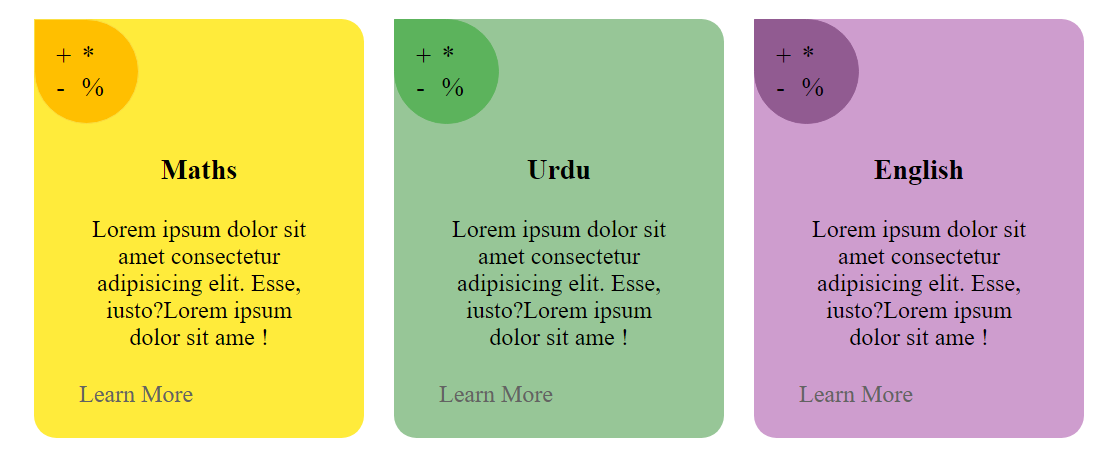 + *
- %
Maths
Lorem ipsum dolor sit
amet consectetur
adipisicing elit. Esse,
iusto?Lorem ipsum
dolor sit ame !
Learn More
+ *
- %
Urdu
Lorem ipsum dolor sit
amet consectetur
adipisicing elit. Esse,
iusto?Lorem ipsum
dolor sit ame !
Learn More
+ *
- %
English
Lorem ipsum dolor sit
amet consectetur
adipisicing elit. Esse,
iusto?Lorem ipsum
dolor sit ame !
Learn More